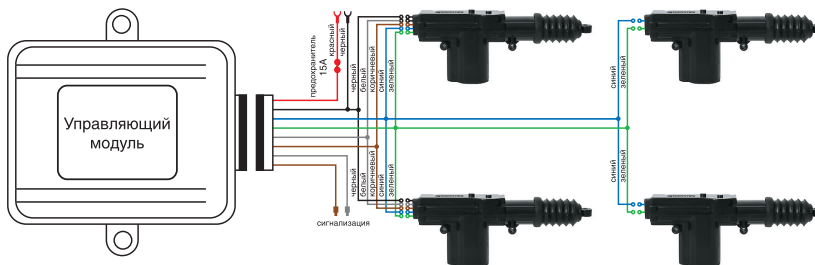 Управляющий
модуль
предохранитель
15А
красный
черный
черный
белый
коричневый
синий
зеленый
синий
зеленый
черный
белый
коричневый
синий
зеленый
синий
зеленый
сигнализация